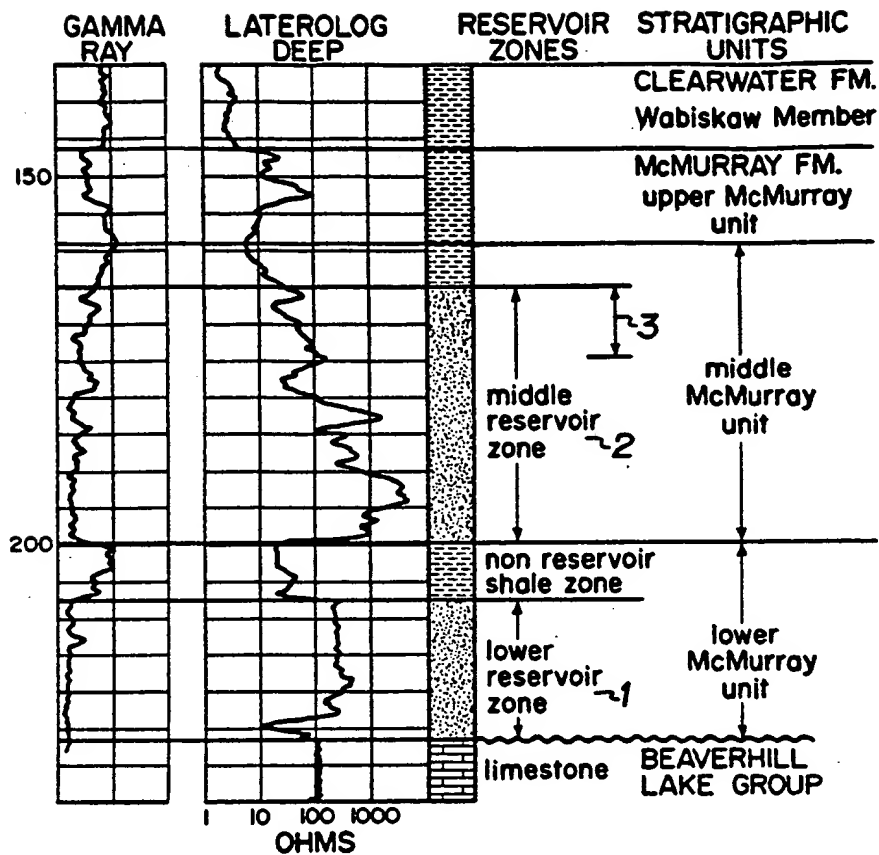 GAMMA RAY
LATEROLOG DEEP
RESERVOIR ZONES
STRATIGRAPHIC UNITS
CLEARWATER FM.
Wabiskaw Member
150
McMURRAY FM.
upper McMurray
unit
3
middle
reservoir
zone
2
middle
McMurray
unit
200
non reservoir
shale zone
lower
reservoir
zone
1
lower
McMurray
unit
limestone
BEAVERHILL
LAKE GROUP
1 10 100 1000
OHMS